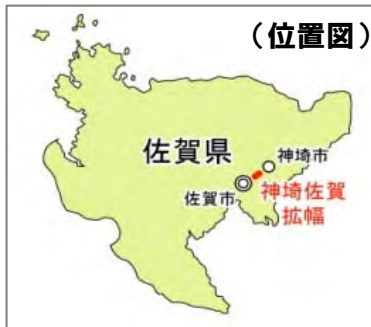 （位置図）
佐賀県
神埼市
佐賀市
神埼佐賀
拡幅